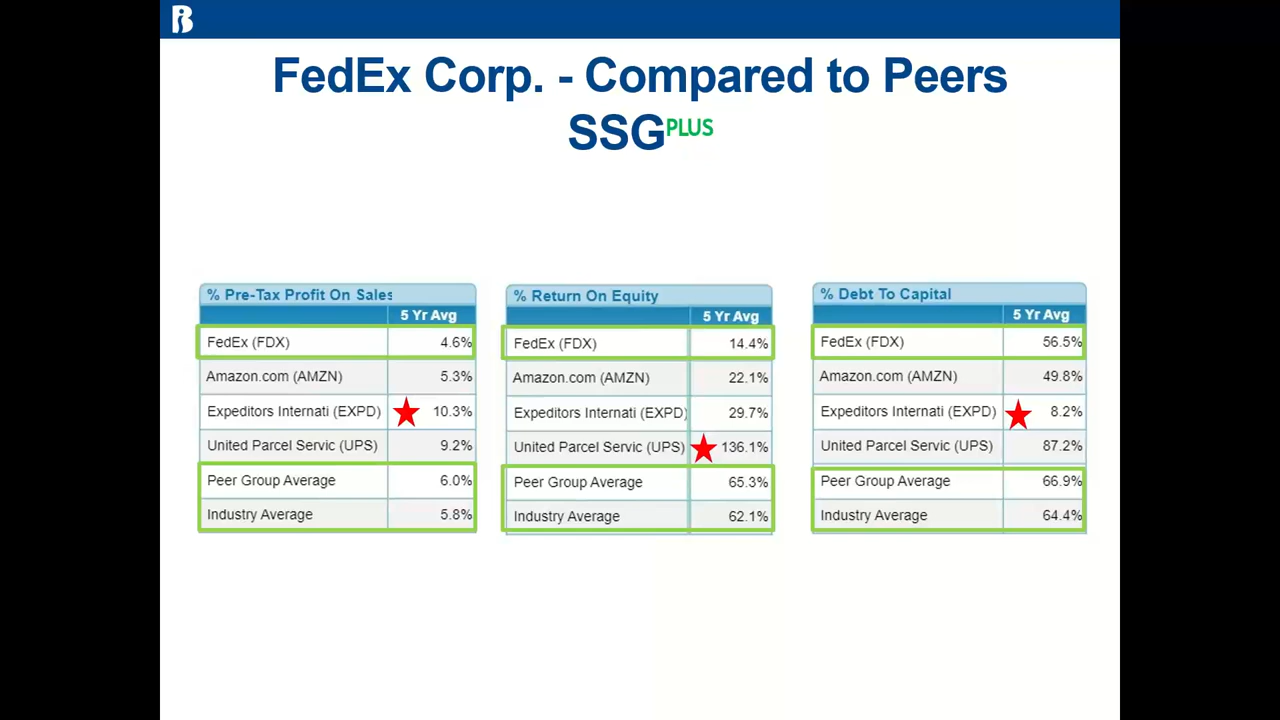 FedEx Corp. - Compared to Peers
SSGPLUS
% Pre-Tax Profit On Sales
5 Yr Avg
FedEx (FDX) 4.6%
Amazon.com (AMZN) 5.3%
Expeditors Internati (EXPD) 10.3%
United Parcel Servic (UPS) 9.2%
Peer Group Average 6.0%
Industry Average 5.8%
% Return On Equity
5 Yr Avg
FedEx (FDX) 14.4%
Amazon.com (AMZN) 22.1%
Expeditors Internati (EXPD) 29.7%
United Parcel Servic (UPS) 136.1%
Peer Group Average 65.3%
Industry Average 62.1%
% Debt To Capital
5 Yr Avg
FedEx (FDX) 56.5%
Amazon.com (AMZN) 49.8%
Expeditors Internati (EXPD) 8.2%
United Parcel Servic (UPS) 87.2%
Peer Group Average 66.9%
Industry Average 64.4%